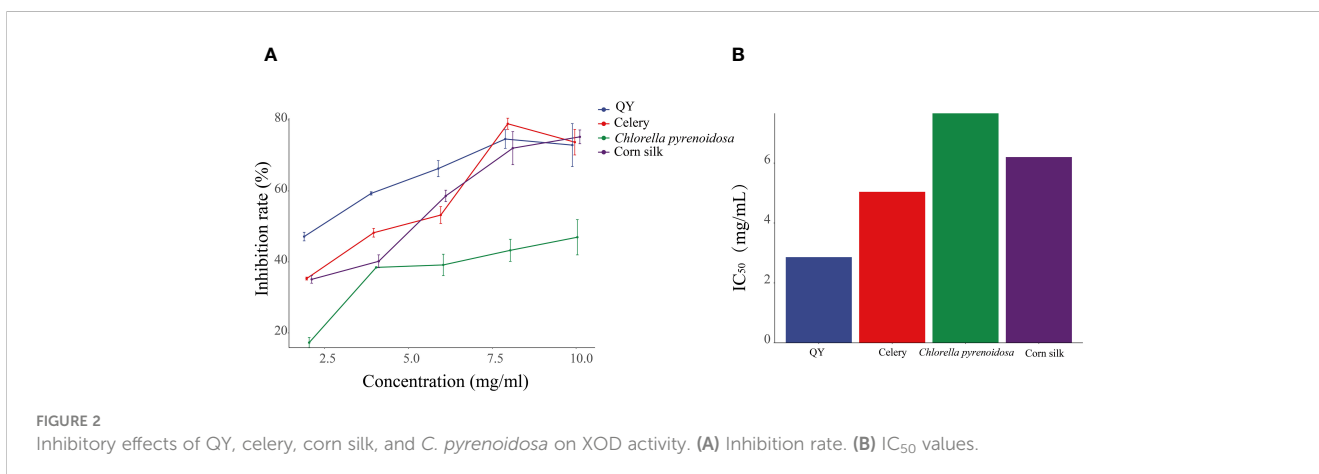 A
B
QY
Celery
Chlorella pyrenoidosa
Corn silk
Inhibition rate (%)
80
60
40
20
2.5 5.0 7.5 10.0
Concentration (mg/ml)
IC50 (mg/mL)
6
4
2
0
QY Celery Chlorella pyrenoidosa Corn silk
FIGURE 2
Inhibitory effects of QY, celery, corn silk, and C. pyrenoidosa on XOD activity. (A) Inhibition rate. (B) IC50 values.